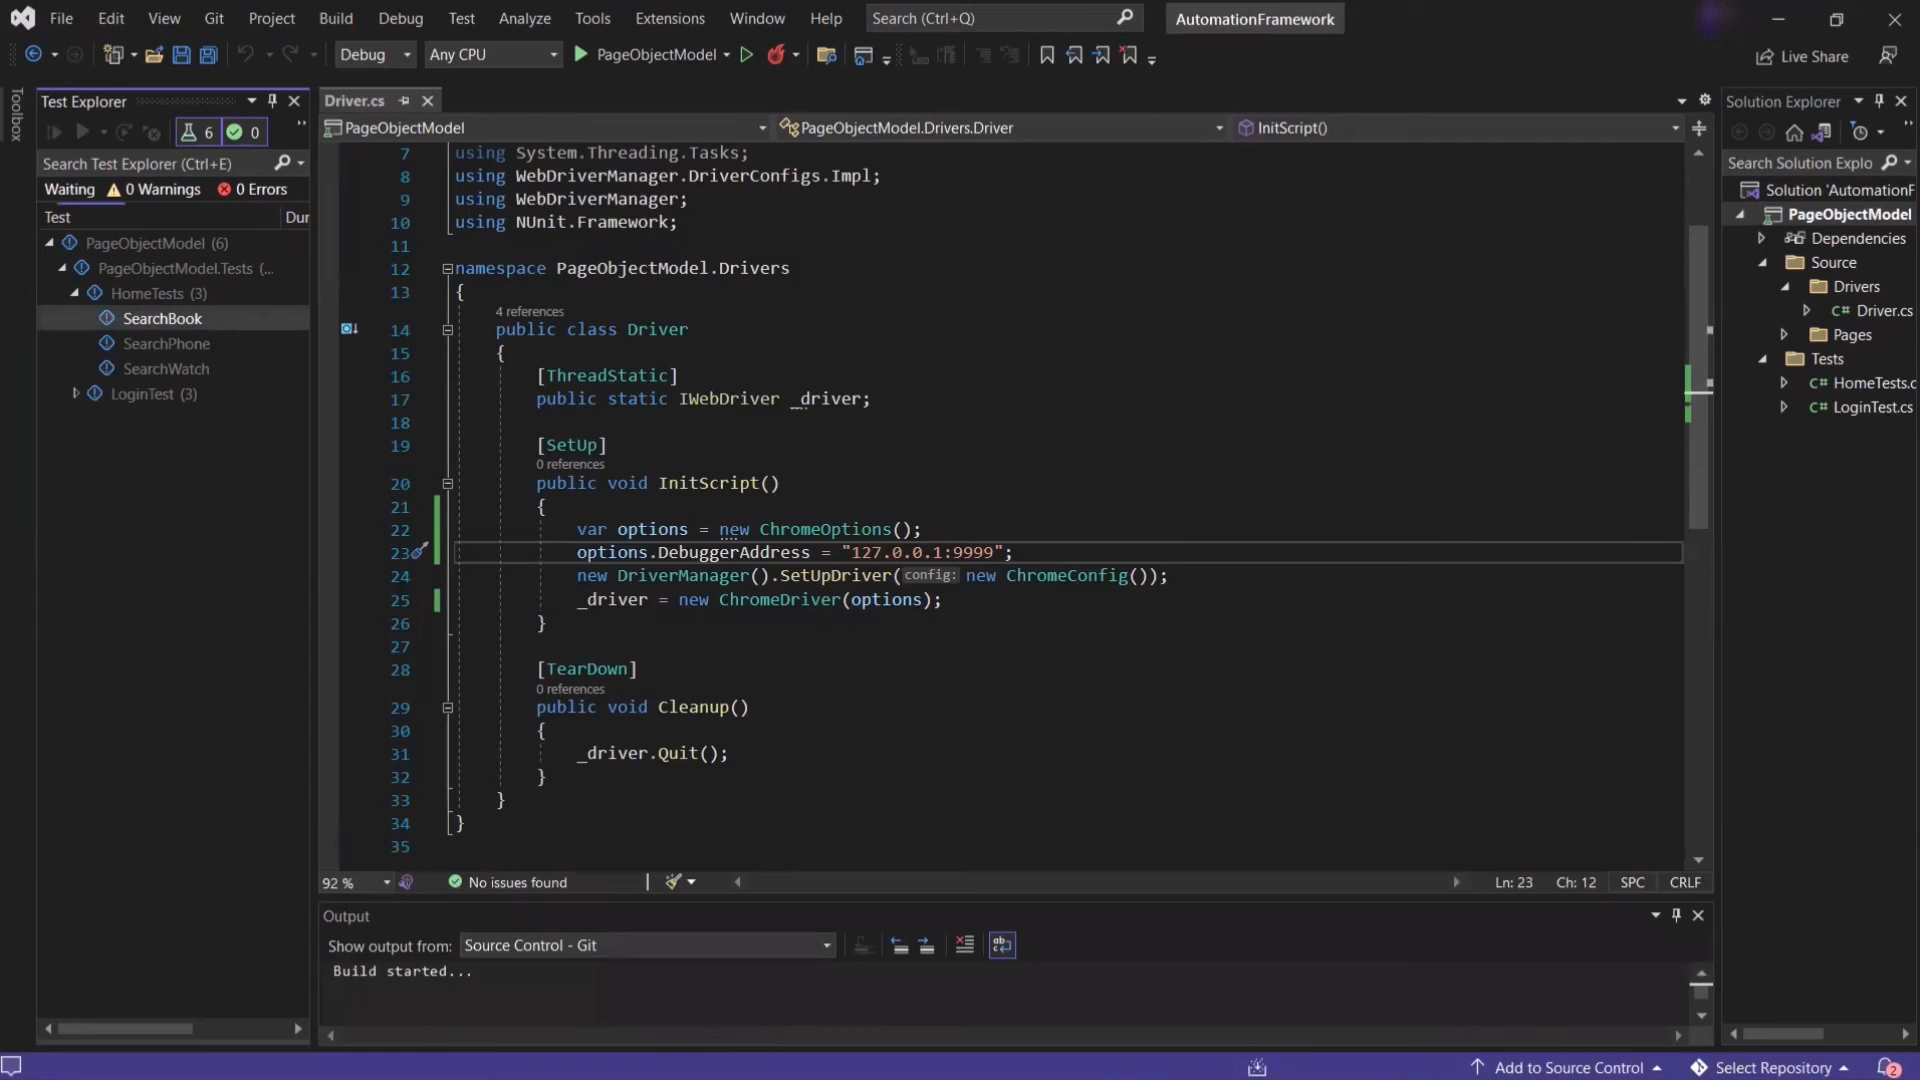 File Edit View Git Project Build Debug Test Analyze Tools Extensions Window Help Search (Ctrl+Q) AutomationFramework
Debug Any CPU PageObjectModel Live Share
Toolbox
Test Explorer
6 0
Search Test Explorer (Ctrl+E)
Waiting 0 Warnings 0 Errors
Test Dur
PageObjectModel (6)
PageObjectModel.Tests (...
HomeTests (3)
SearchBook
SearchPhone
SearchWatch
LoginTest (3)
Driver.cs
PageObjectModel PageObjectModel.Drivers.Driver InitScript()
7 using System.Threading.Tasks;
8 using WebDriverManager.DriverConfigs.Impl;
9 using WebDriverManager;
10 using NUnit.Framework;
11
12 namespace PageObjectModel.Drivers
13 {
4 references
14 public class Driver
15 {
16 [ThreadStatic]
17 public static IWebDriver _driver;
18
19 [SetUp]
0 references
20 public void InitScript()
21 {
22 var options = new ChromeOptions();
23 options.DebuggerAddress = "127.0.0.1:9999";
24 new DriverManager().SetUpDriver(config: new ChromeConfig());
25 _driver = new ChromeDriver(options);
26 }
27
28 [TearDown]
0 references
29 public void Cleanup()
30 {
31 _driver.Quit();
32 }
33 }
34 }
35
92 % No issues found Ln: 23 Ch: 12 SPC CRLF
Output
Show output from: Source Control - Git
Build started...
Solution Explorer
Search Solution Explo
Solution 'AutomationF
PageObjectModel
Dependencies
Source
Drivers
C# Driver.cs
Pages
Tests
C# HomeTests.c
C# LoginTest.cs
Add to Source Control Select Repository 2